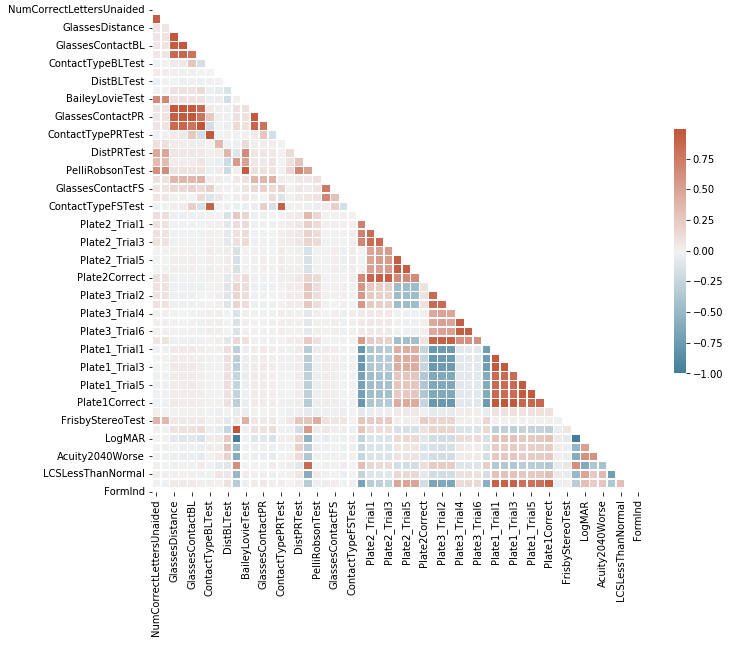 NumCorrectLettersUnaided
GlassesDistance
GlassesContactBL
ContactTypeBLTest
DistBLTest
BaileyLovieTest
GlassesContactPR
ContactTypePRTest
DistPRTest
PelliRobsonTest
GlassesContactFS
ContactTypeFSTest
Plate2_Trial1
Plate2_Trial3
Plate2_Trial5
Plate2Correct
Plate3_Trial2
Plate3_Trial4
Plate3_Trial6
Plate1_Trial1
Plate1_Trial3
Plate1_Trial5
Plate1Correct
FrisbyStereoTest
LogMAR
Acuity2040Worse
LCSLessThanNormal
FormInd
0.75
0.50
0.25
0.00
−0.25
−0.50
−0.75
−1.00
NumCorrectLettersUnaided
GlassesDistance
GlassesContactBL
ContactTypeBLTest
DistBLTest
BaileyLovieTest
GlassesContactPR
ContactTypePRTest
DistPRTest
PelliRobsonTest
GlassesContactFS
ContactTypeFSTest
Plate2_Trial1
Plate2_Trial3
Plate2_Trial5
Plate2Correct
Plate3_Trial2
Plate3_Trial4
Plate3_Trial6
Plate1_Trial1
Plate1_Trial3
Plate1_Trial5
Plate1Correct
FrisbyStereoTest
LogMAR
Acuity2040Worse
LCSLessThanNormal
FormInd